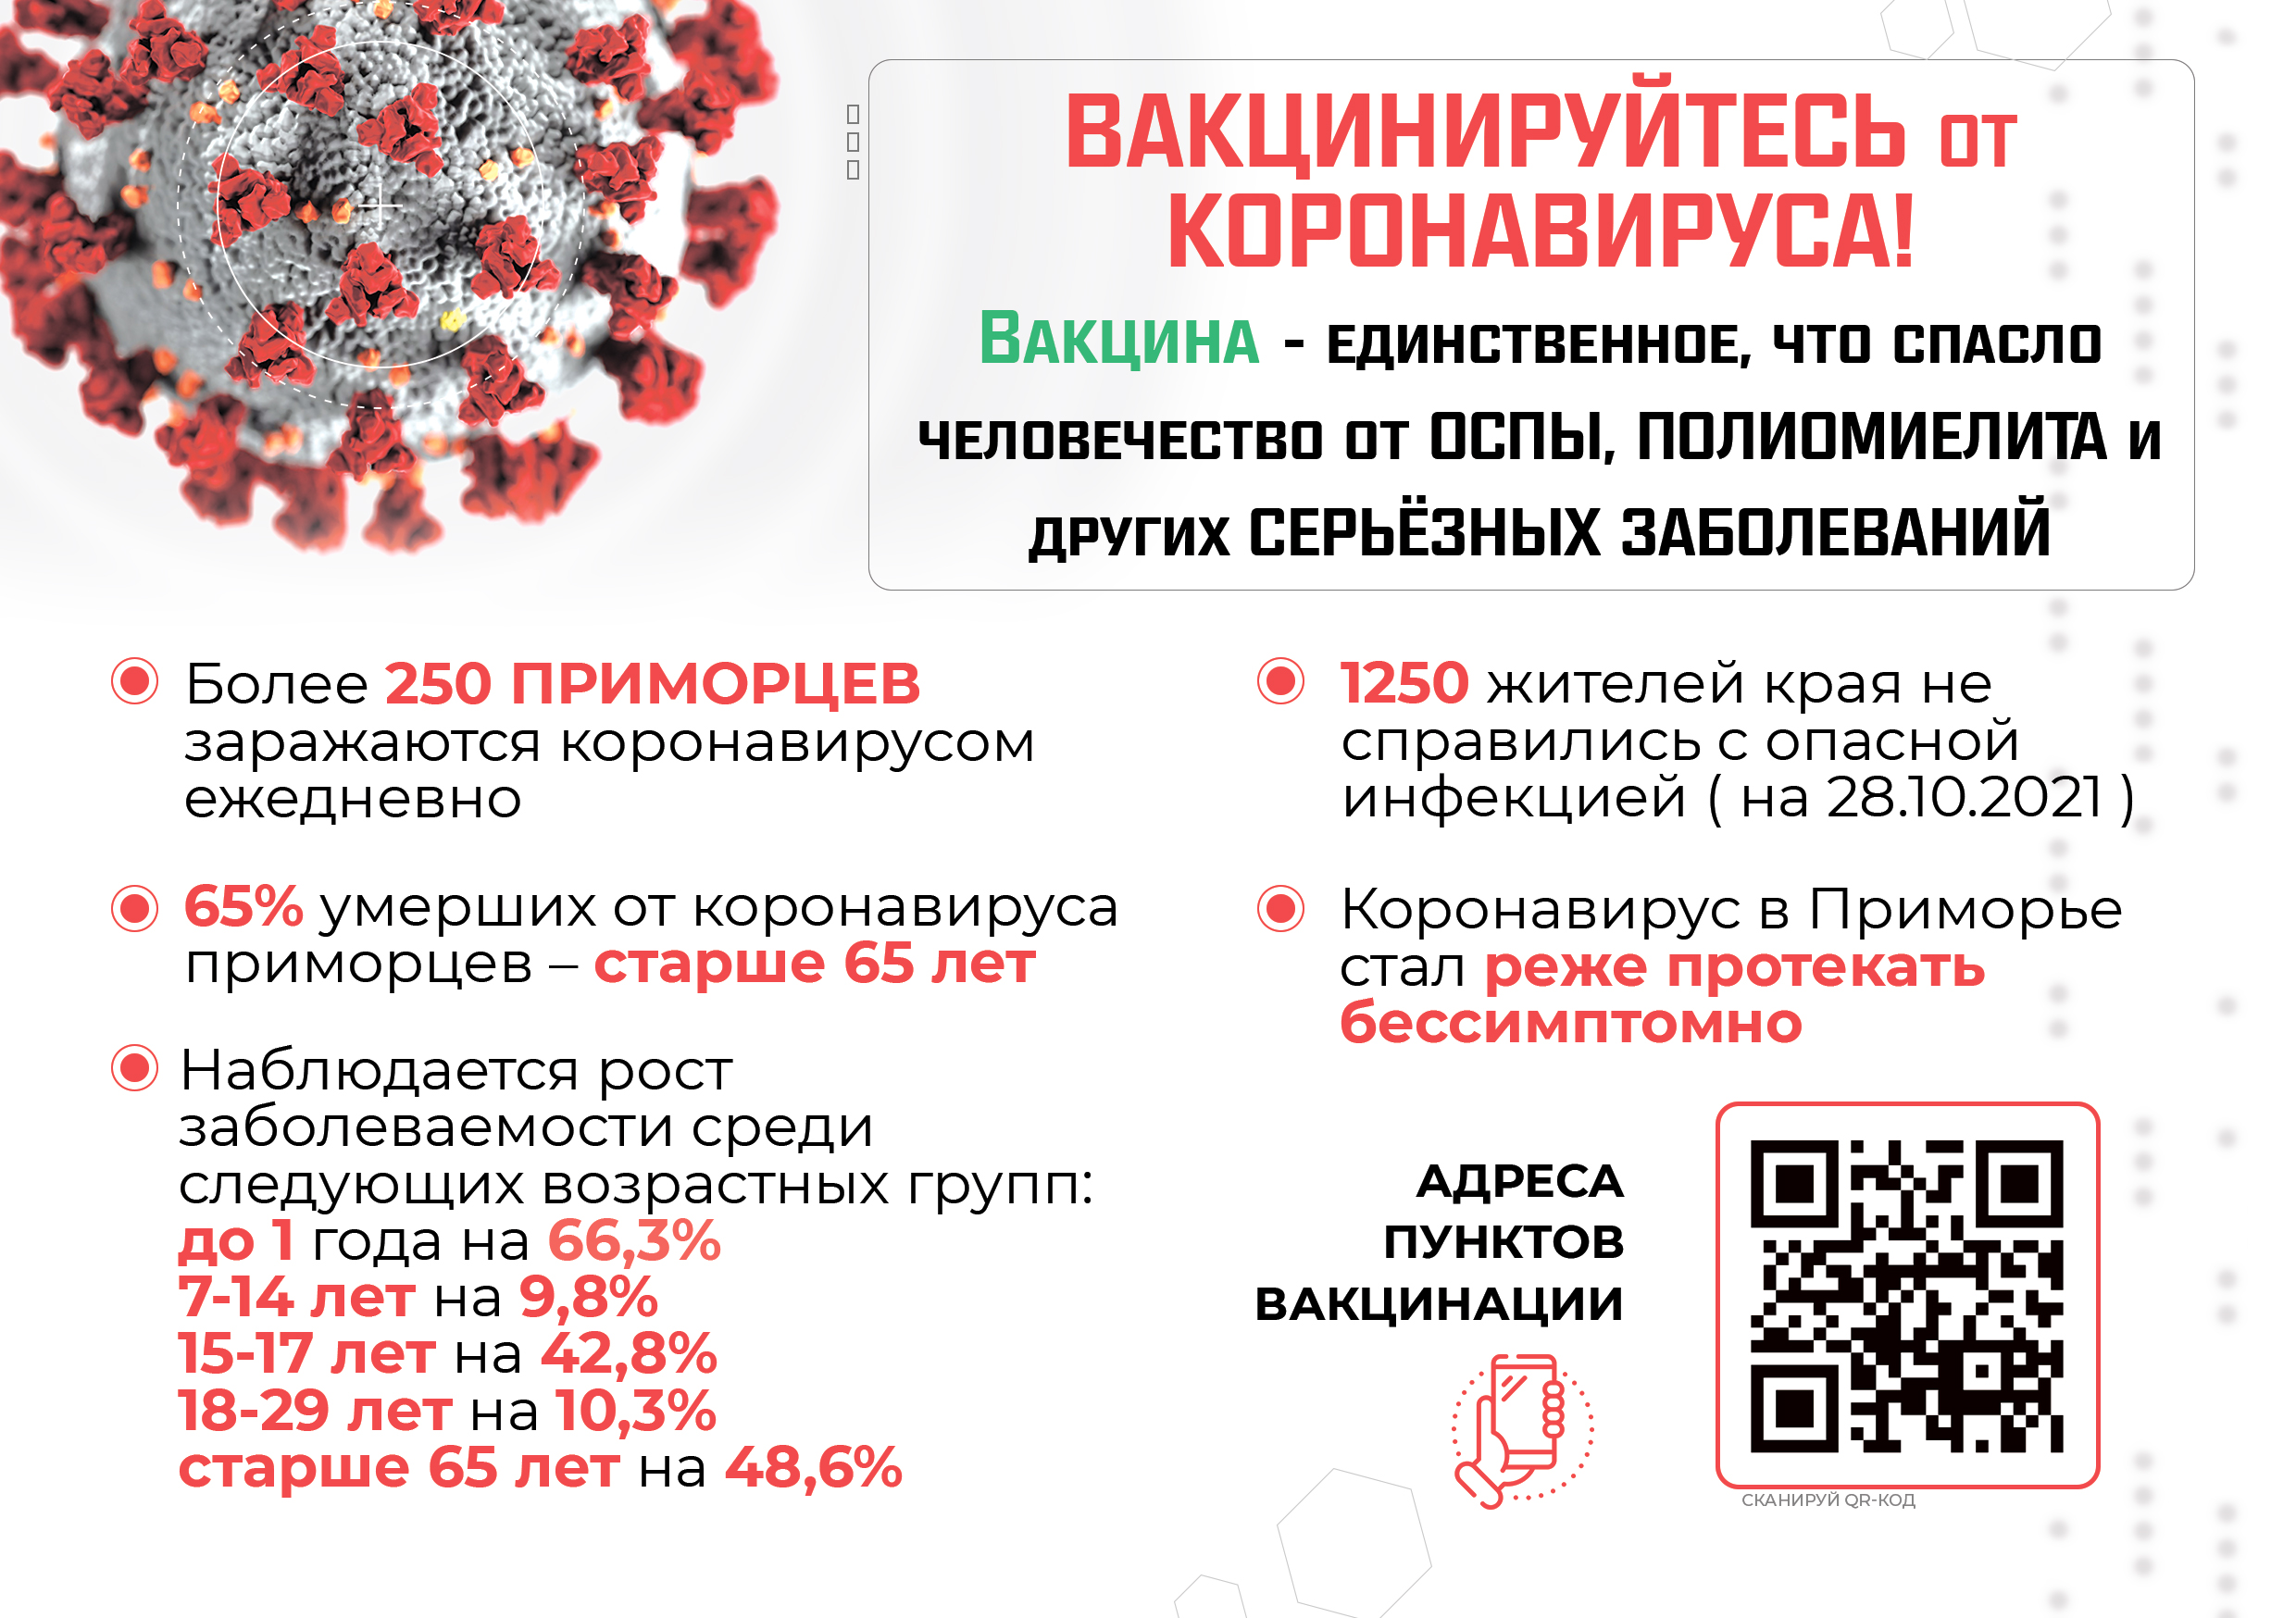 ВАКЦИНИРУЙТЕСЬ ОТ
КОРОНАВИРУСА!
ВАКЦИНА - ЕДИНСТВЕННОЕ, ЧТО СПАСЛО
ЧЕЛОВЕЧЕСТВО ОТ ОСПЫ, ПОЛИОМИЕЛИТА И
ДРУГИХ СЕРЬЁЗНЫХ ЗАБОЛЕВАНИЙ
Более 250 ПРИМОРЦЕВ
заражаются коронавирусом
ежедневно
65% умерших от коронавируса
приморцев – старше 65 лет
Наблюдается рост
заболеваемости среди
следующих возрастных групп:
до 1 года на 66,3%
7-14 лет на 9,8%
15-17 лет на 42,8%
18-29 лет на 10,3%
старше 65 лет на 48,6%
1250 жителей края не
справились с опасной
инфекцией ( на 28.10.2021 )
Коронавирус в Приморье
стал реже протекать
бессимптомно
АДРЕСА
ПУНКТОВ
ВАКЦИНАЦИИ
СКАНИРУЙ QR-КОД